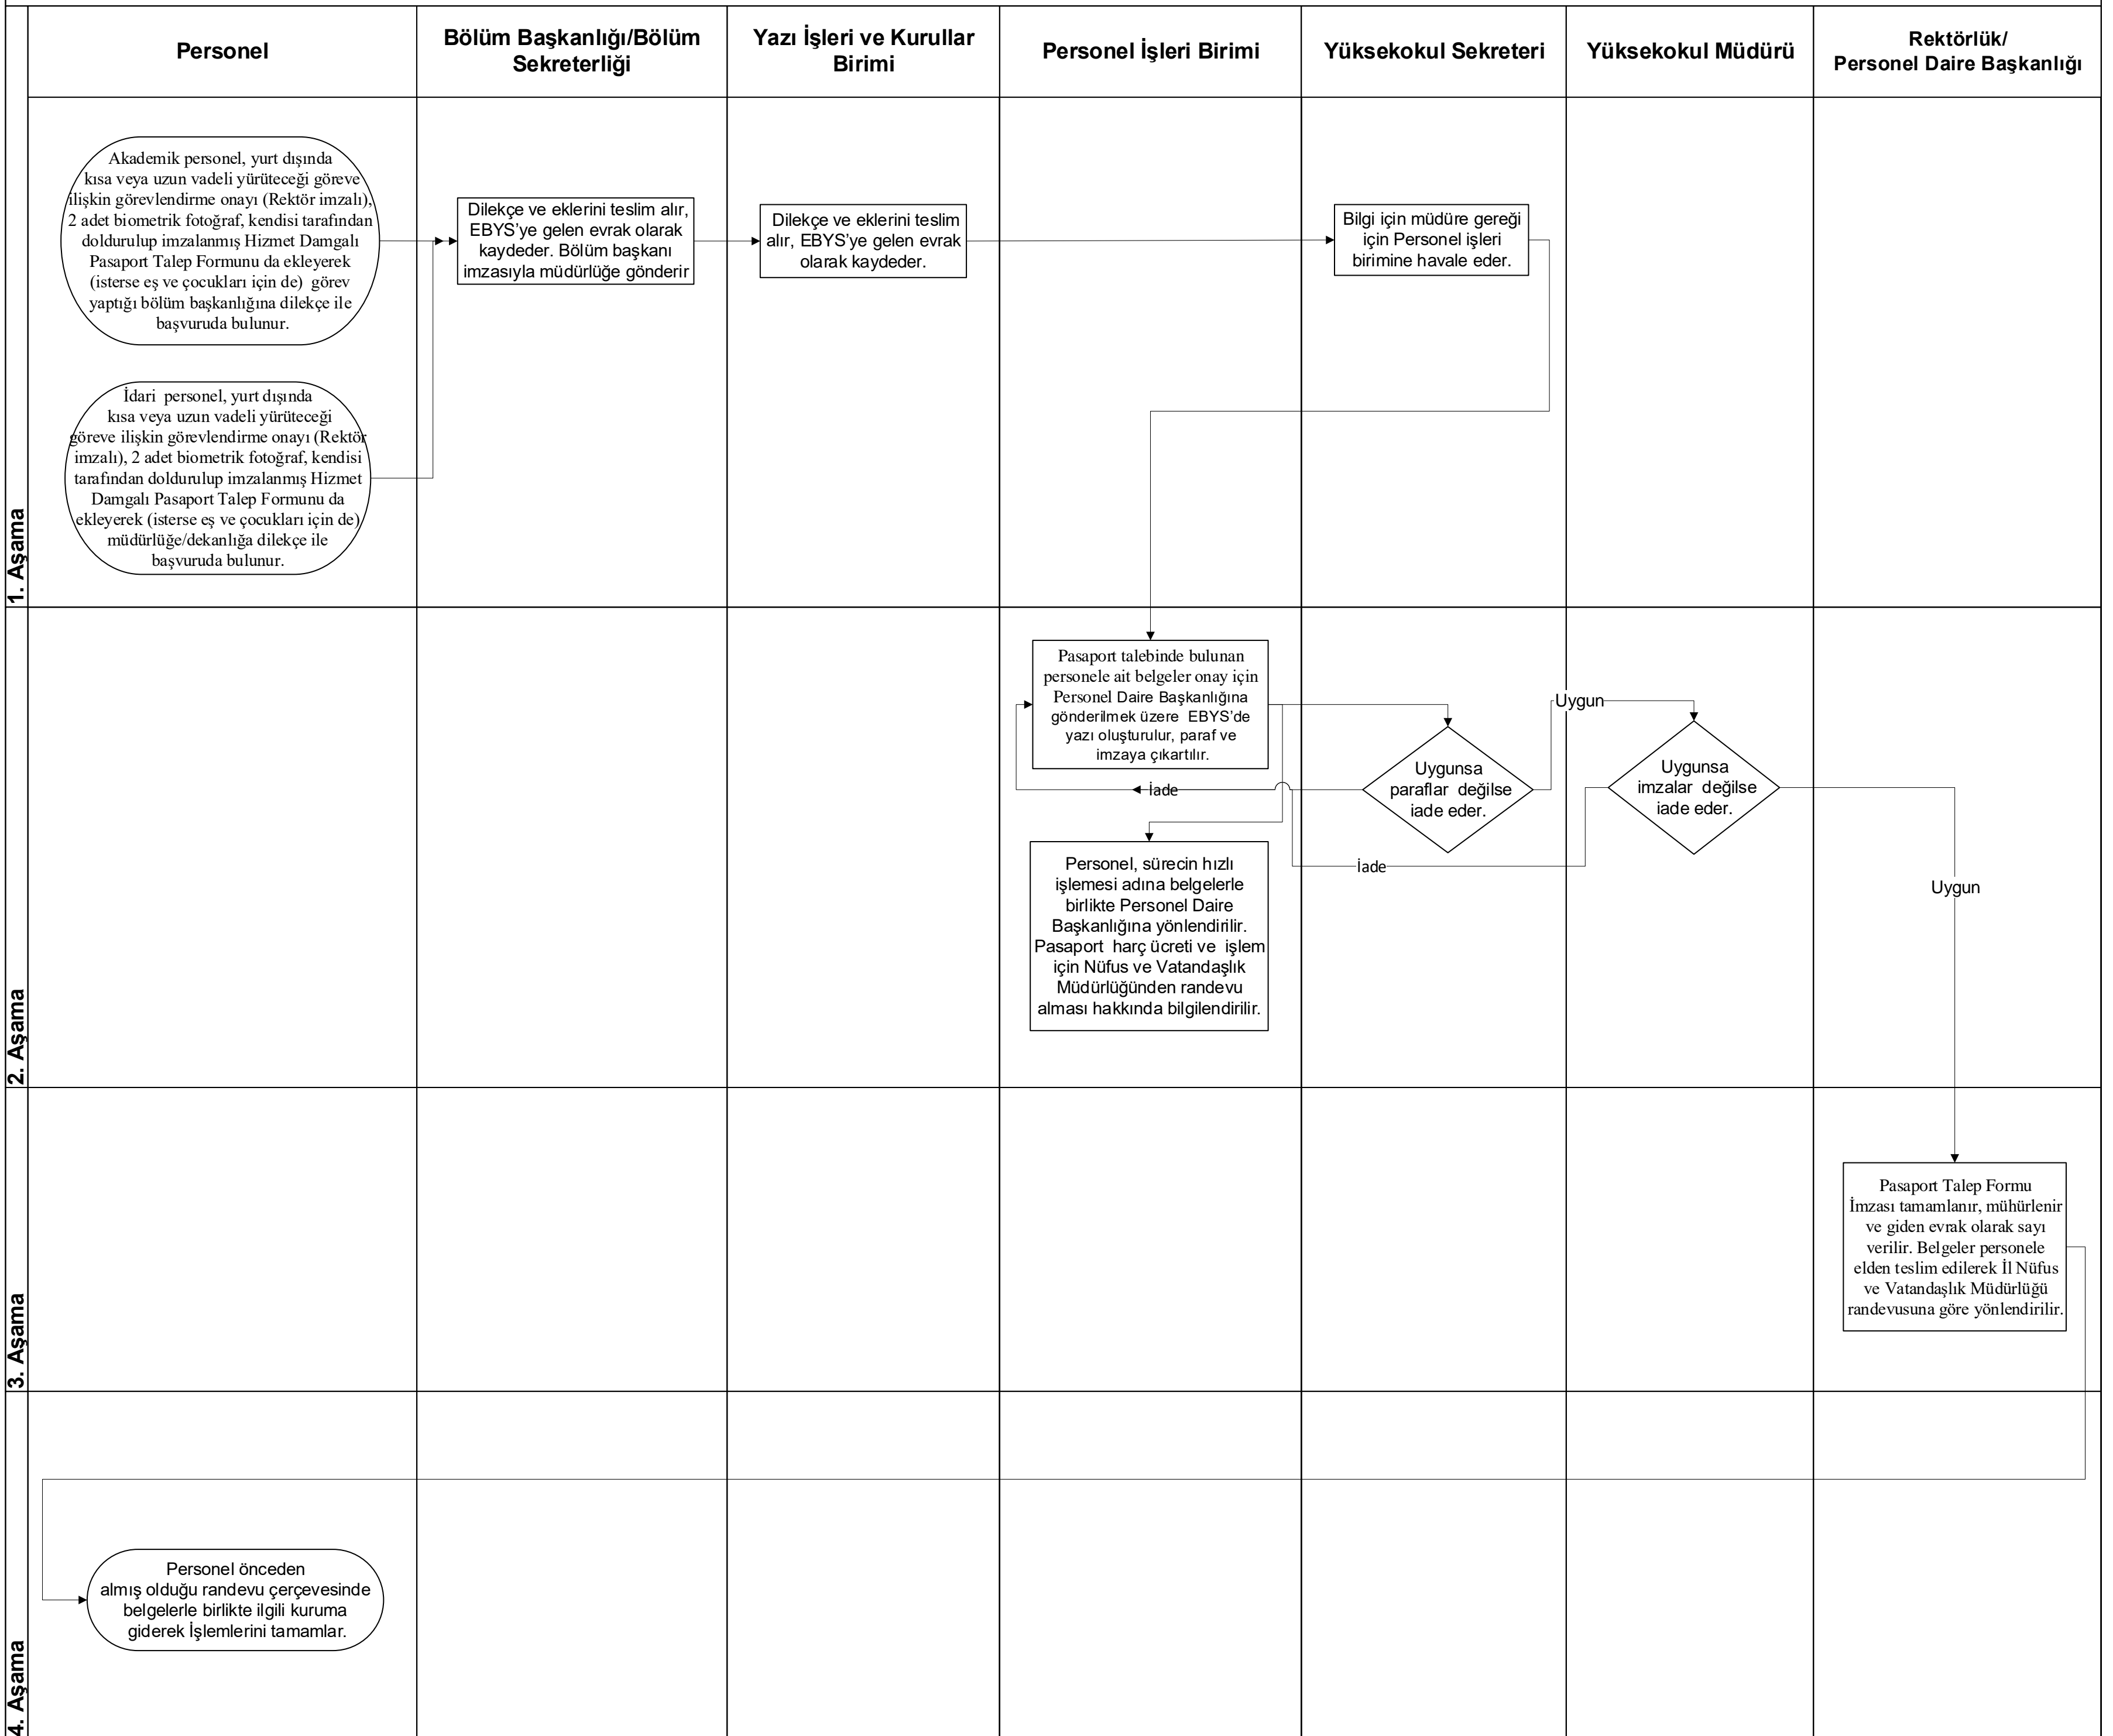 Personel
Bölüm Başkanlığı/Bölüm
Sekreterliği
Yazı İşleri ve Kurullar
Birimi
Personel İşleri Birimi
Yüksekokul Sekreteri
Yüksekokul Müdürü
Rektörlük/
Personel Daire Başkanlığı
1. Aşama
Akademik personel, yurt dışında
kısa veya uzun vadeli yürüteceği göreve
ilişkin görevlendirme onayı (Rektör imzalı),
2 adet biometrik fotoğraf, kendisi tarafından
doldurulup imzalanmış Hizmet Damgalı
Pasaport Talep Formunu da ekleyerek
(isterse eş ve çocukları için de) görev
yaptığı bölüm başkanlığına dilekçe ile
başvuruda bulunur.
İdari personel, yurt dışında
kısa veya uzun vadeli yürüteceği
göreve ilişkin görevlendirme onayı (Rektör
imzalı), 2 adet biometrik fotoğraf, kendisi
tarafından doldurulup imzalanmış Hizmet
Damgalı Pasaport Talep Formunu da
ekleyerek (isterse eş ve çocukları için de)
müdürlüğe/dekanlığa dilekçe ile
başvuruda bulunur.
Dilekçe ve eklerini teslim alır,
EBYS’ye gelen evrak olarak
kaydeder. Bölüm başkanı
imzasıyla müdürlüğe gönderir
Dilekçe ve eklerini teslim
alır, EBYS’ye gelen evrak
olarak kaydeder.
Bilgi için müdüre gereği
için Personel işleri
birimine havale eder.
2. Aşama
Pasaport talebinde bulunan
personele ait belgeler onay için
Personel Daire Başkanlığına
gönderilmek üzere EBYS’de
yazı oluşturulur, paraf ve
imzaya çıkartılır.
Uygunsa
paraflar değilse
iade eder.
Uygun
Uygunsa
imzalar değilse
iade eder.
İade
İade
Uygun
Personel, sürecin hızlı
işlemesi adına belgelerle
birlikte Personel Daire
Başkanlığına yönlendirilir.
Pasaport harç ücreti ve işlem
için Nüfus ve Vatandaşlık
Müdürlüğünden randevu
alması hakkında bilgilendirilir.
3. Aşama
Pasaport Talep Formu
İmzası tamamlanır, mühürlenir
ve giden evrak olarak sayı
verilir. Belgeler personele
elden teslim edilerek İl Nüfus
ve Vatandaşlık Müdürlüğü
randevusuna göre yönlendirilir.
4. Aşama
Personel önceden
almış olduğu randevu çerçevesinde
belgelerle birlikte ilgili kuruma
giderek İşlemlerini tamamlar.